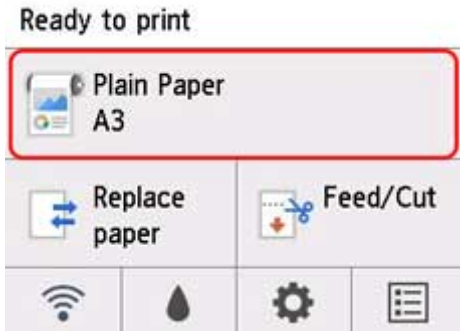 Ready to print
Plain Paper
A3
Replace
paper
Feed/Cut